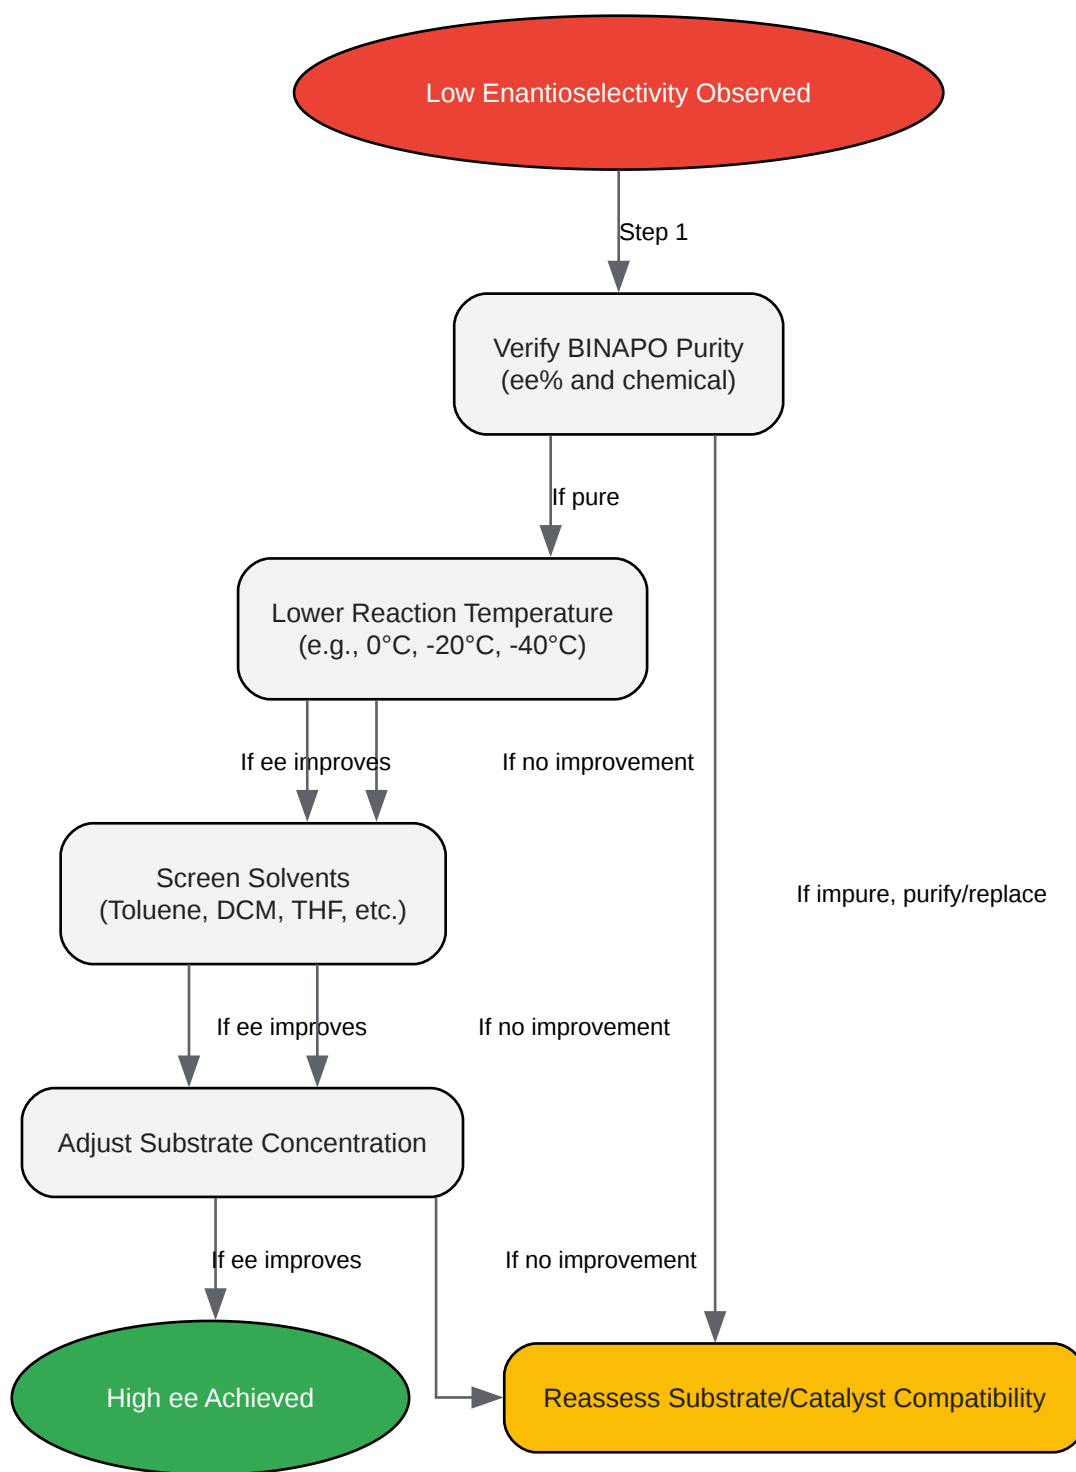 Low Enantioselectivity Observed
Step 1
Verify BINAPO Purity
(ee% and chemical)
If pure
Lower Reaction Temperature
(e.g., 0°C, -20°C, -40°C)
If ee improves
If no improvement
Screen Solvents
(Toluene, DCM, THF, etc.)
If impure, purify/replace
If ee improves
If no improvement
Adjust Substrate Concentration
If ee improves
If no improvement
High ee Achieved
Reassess Substrate/Catalyst Compatibility